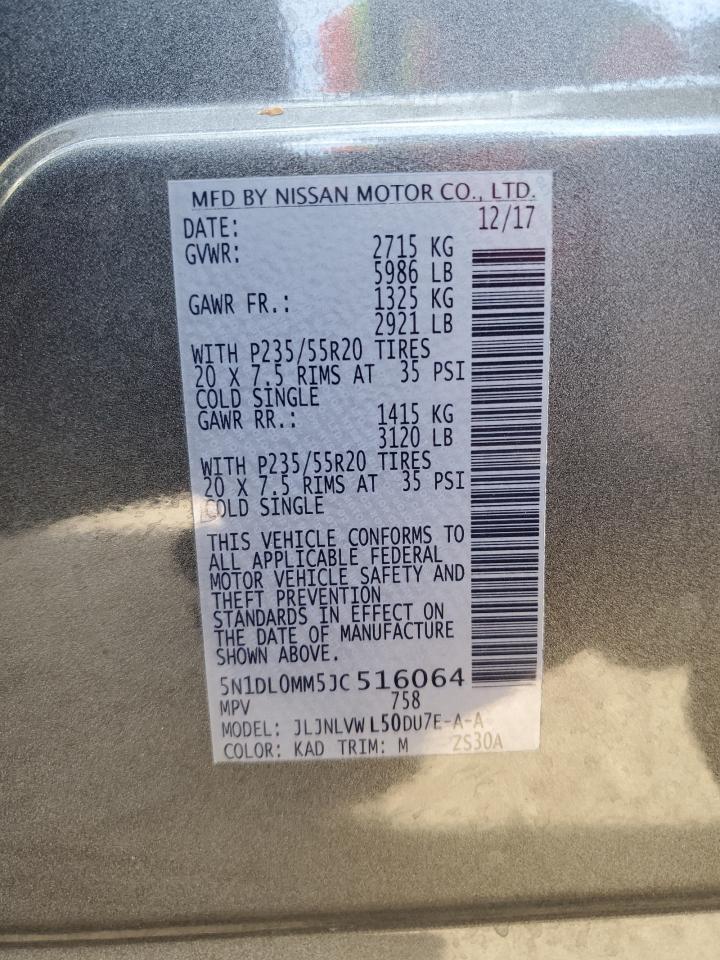 MFD BY NISSAN MOTOR CO., LTD.
DATE: 12/17
GVWR: 2715 KG
5986 LB
GAWR FR.: 1325 KG
2921 LB
WITH P235/55R20 TIRES
20 X 7.5 RIMS AT 35 PSI
COLD SINGLE
GAWR RR.: 1415 KG
3120 LB
WITH P235/55R20 TIRES
20 X 7.5 RIMS AT 35 PSI
COLD SINGLE
THIS VEHICLE CONFORMS TO
ALL APPLICABLE FEDERAL
MOTOR VEHICLE SAFETY AND
THEFT PREVENTION
STANDARDS IN EFFECT ON
THE DATE OF MANUFACTURE
SHOWN ABOVE.
5N1DL0MM5JC516064
MPV 758
MODEL: JLJNLVWL50DU7E-A-A
COLOR: KAD TRIM: M ZS30A